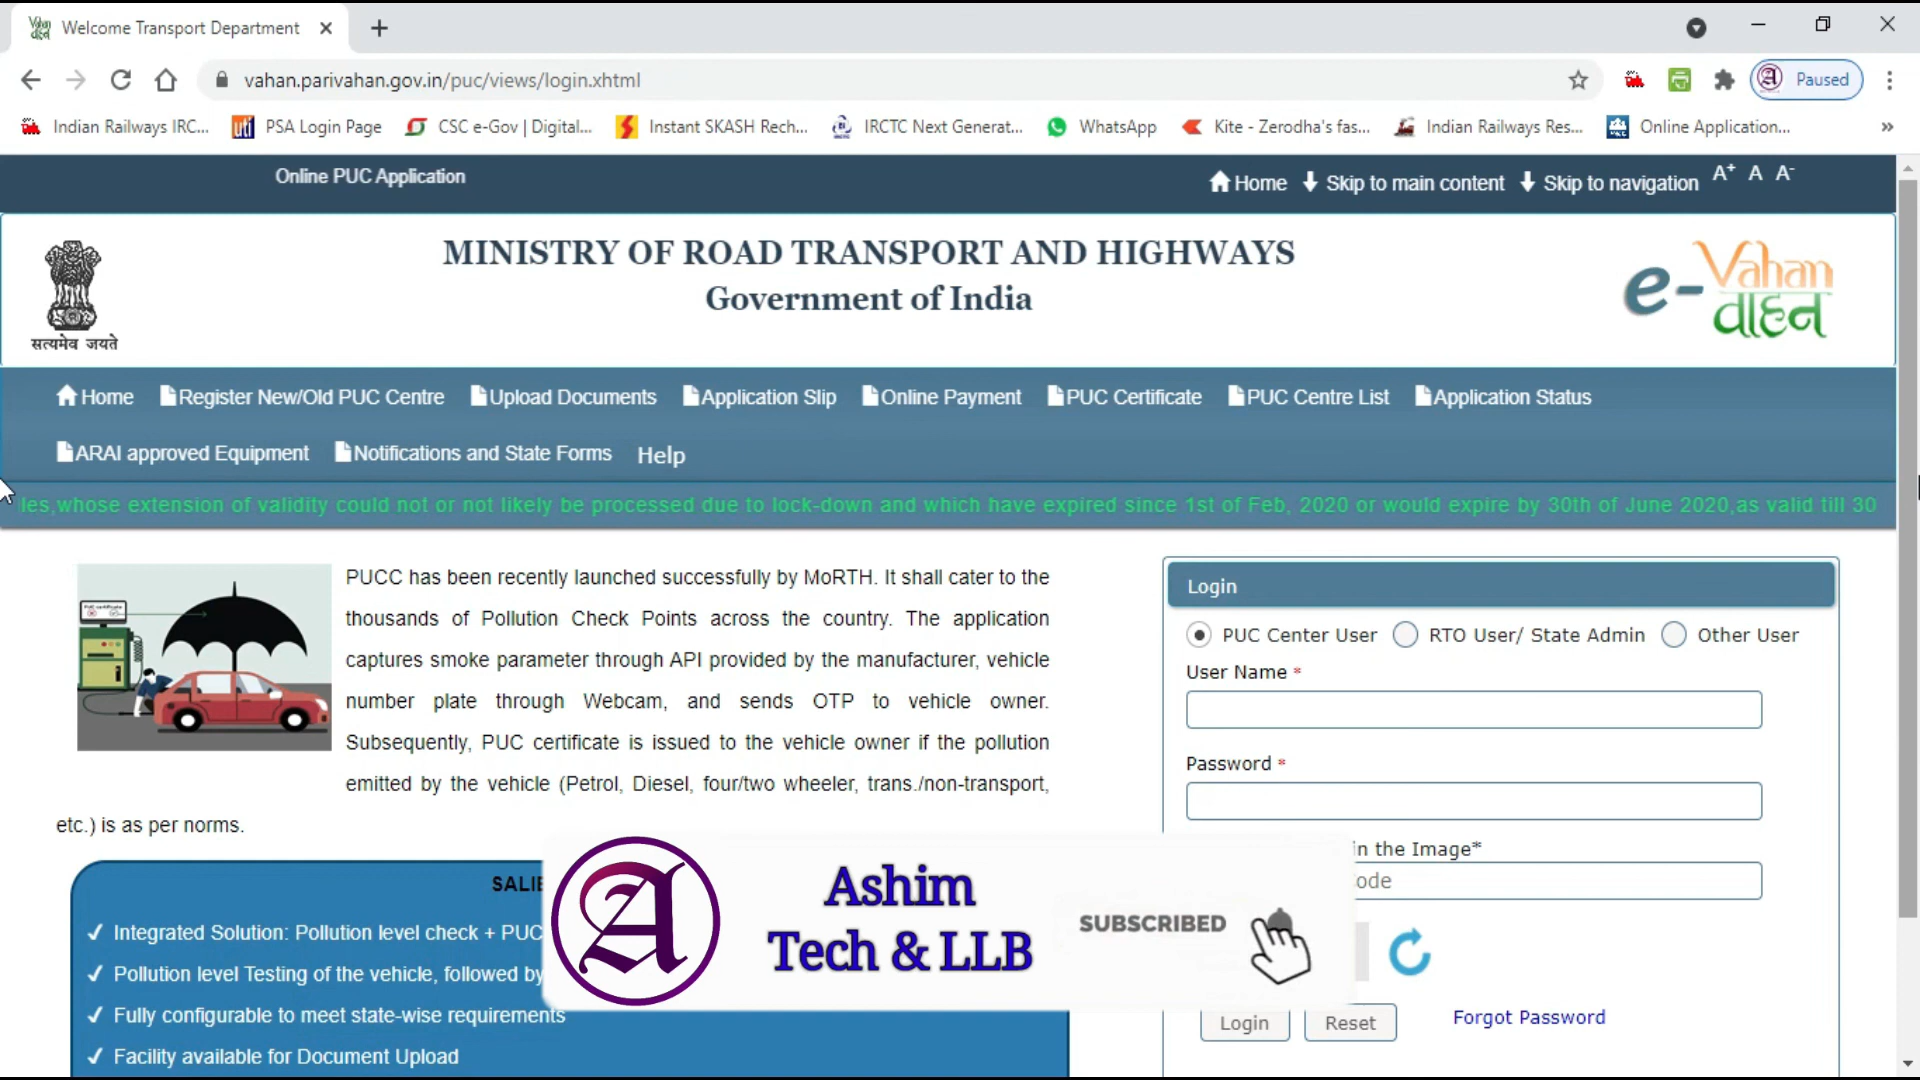 Welcome Transport Department
vahan.parivahan.gov.in/puc/views/login.xhtml
Paused
Indian Railways IRC...
PSA Login Page
CSC e-Gov | Digital...
Instant SKASH Rech...
IRCTC Next Generat...
WhatsApp
Kite - Zerodha's fas...
Indian Railways Res...
Online Application...
Online PUC Application
Home
Skip to main content
Skip to navigation
A+ A A-
MINISTRY OF ROAD TRANSPORT AND HIGHWAYS
Government of India
सत्यमेव जयते
e-Vahan
वाहन
Home
Register New/Old PUC Centre
Upload Documents
Application Slip
Online Payment
PUC Certificate
PUC Centre List
Application Status
ARAI approved Equipment
Notifications and State Forms
Help
les,whose extension of validity could not or not likely be processed due to lock-down and which have expired since 1st of Feb, 2020 or would expire by 30th of June 2020,as valid till 30
PUCC has been recently launched successfully by MoRTH. It shall cater to the
thousands of Pollution Check Points across the country. The application
captures smoke parameter through API provided by the manufacturer, vehicle
number plate through Webcam, and sends OTP to vehicle owner.
Subsequently, PUC certificate is issued to the vehicle owner if the pollution
emitted by the vehicle (Petrol, Diesel, four/two wheeler, trans./non-transport,
etc.) is as per norms.
SALIE
✓ Integrated Solution: Pollution level check + PUC
✓ Pollution level Testing of the vehicle, followed by
✓ Fully configurable to meet state-wise requirements
✓ Facility available for Document Upload
Login
PUC Center User
RTO User/ State Admin
Other User
User Name *
Password *
in the Image*
ode
Login
Reset
Forgot Password
A
Ashim
Tech & LLB
SUBSCRIBED